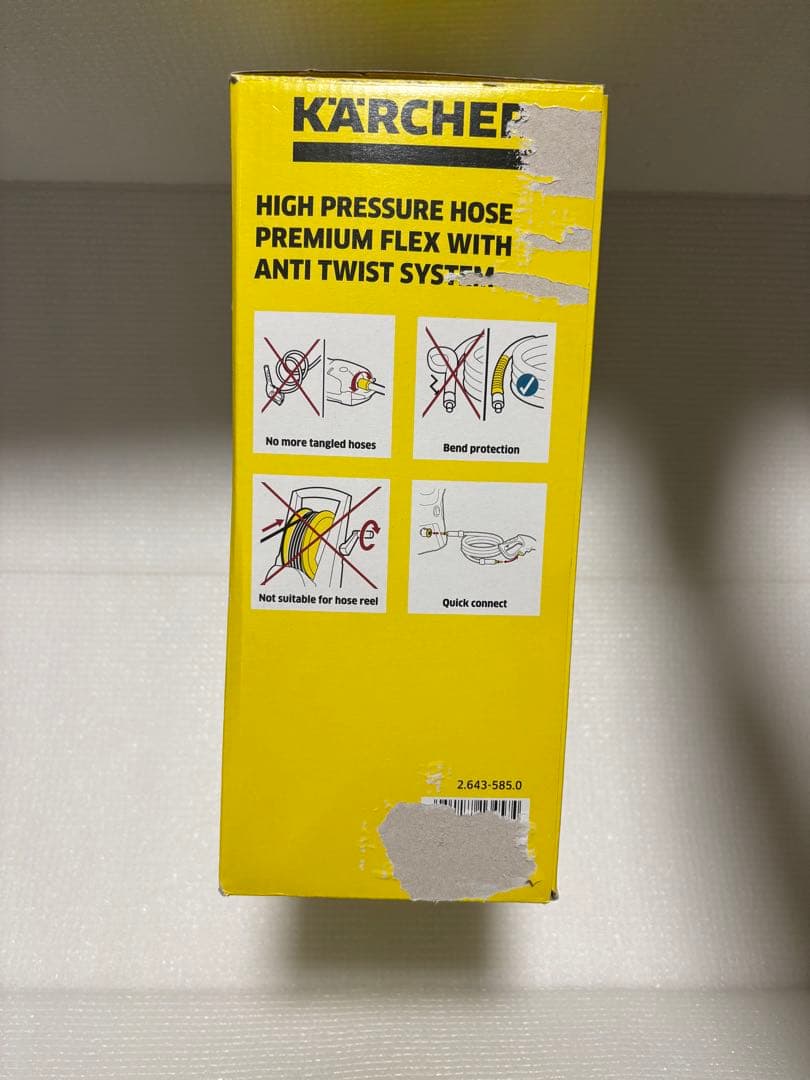 KÄRCHER
HIGH PRESSURE HOSE
PREMIUM FLEX WITH
ANTI TWIST SYSTEM
No more tangled hoses
Bend protection
Not suitable for hose reel
Quick connect
2.643-585.0